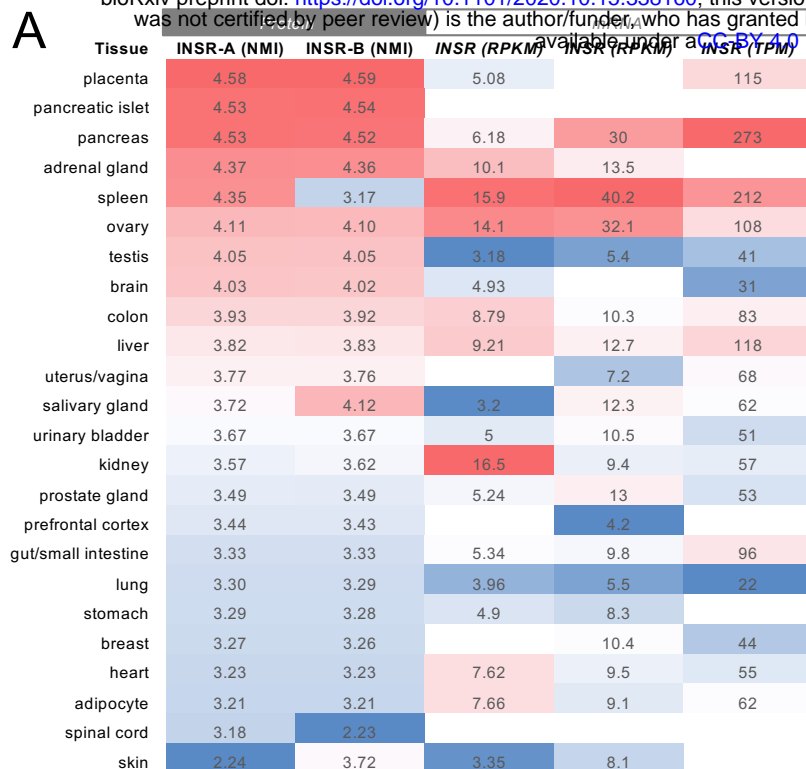 bioRxiv preprint doi: https://doi.org/10.1101/2020.10.15.338160; this versio
was not certified by peer review) is the author/funder, who has granted
available under aCC-BY 4.0
A
Protein mRNA
Tissue INSR-A (NMI) INSR-B (NMI) INSR (RPKM) INSR (RPKM) INSR (TPM)
placenta 4.58 4.59 5.08 115
pancreatic islet 4.53 4.54
pancreas 4.53 4.52 6.18 30 273
adrenal gland 4.37 4.36 10.1 13.5
spleen 4.35 3.17 15.9 40.2 212
ovary 4.11 4.10 14.1 32.1 108
testis 4.05 4.05 3.18 5.4 41
brain 4.03 4.02 4.93 31
colon 3.93 3.92 8.79 10.3 83
liver 3.82 3.83 9.21 12.7 118
uterus/vagina 3.77 3.76 7.2 68
salivary gland 3.72 4.12 3.2 12.3 62
urinary bladder 3.67 3.67 5 10.5 51
kidney 3.57 3.62 16.5 9.4 57
prostate gland 3.49 3.49 5.24 13 53
prefrontal cortex 3.44 3.43 4.2
gut/small intestine 3.33 3.33 5.34 9.8 96
lung 3.30 3.29 3.96 5.5 22
stomach 3.29 3.28 4.9 8.3
breast 3.27 3.26 10.4 44
heart 3.23 3.23 7.62 9.5 55
adipocyte 3.21 3.21 7.66 9.1 62
spinal cord 3.18 2.23
skin 2.24 3.72 3.35 8.1